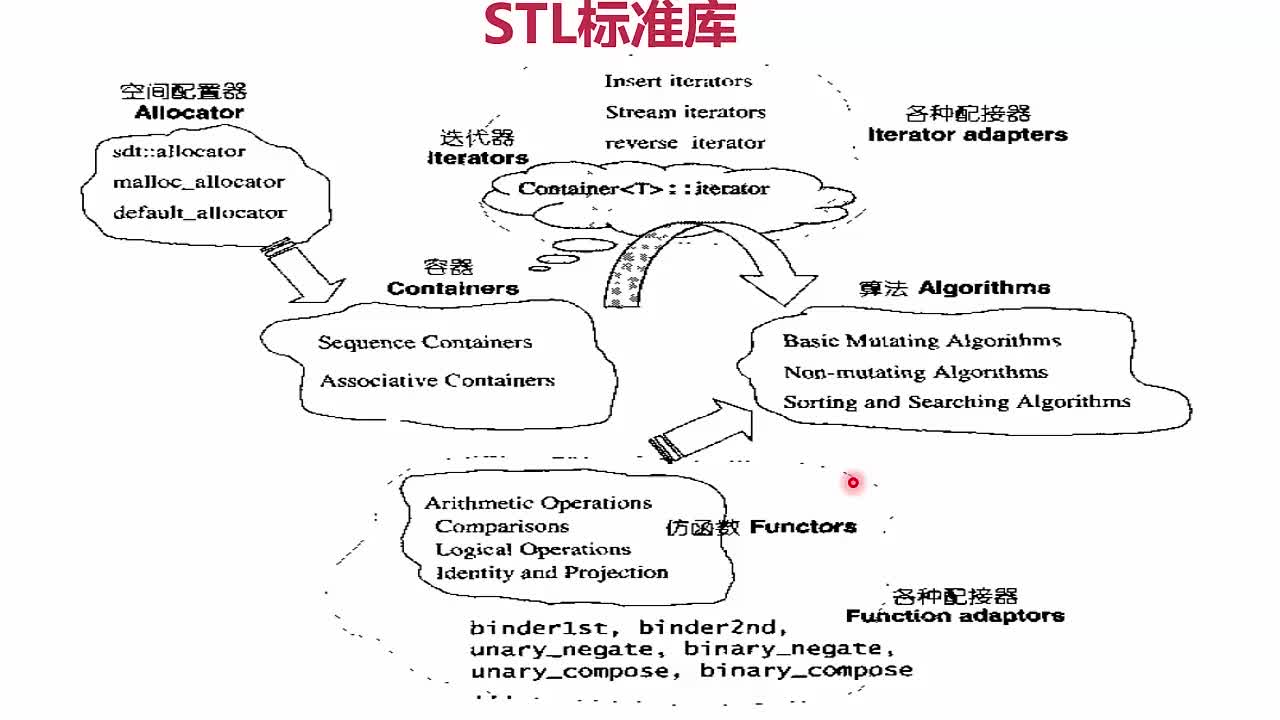 STL标准库
空间配置器
Allocator
sdt::allocator
malloc_allocator
default_allocator
迭代器
Iterators
Insert iterators
Stream iterators
reverse iterator
Container<T>::iterator
各种配接器
Iterator adapters
容器
Containers
Sequence Containers
Associative Containers
算法 Algorithms
Basic Mutating Algorithms
Non-mutating Algorithms
Sorting and Searching Algorithms
Arithmetic Operations
Comparisons
Logical Operations
Identity and Projection
仿函数 Functors
各种配接器
Function adaptors
binder1st, binder2nd,
unary_negate, binary_negate,
unary_compose, binary_compose
...